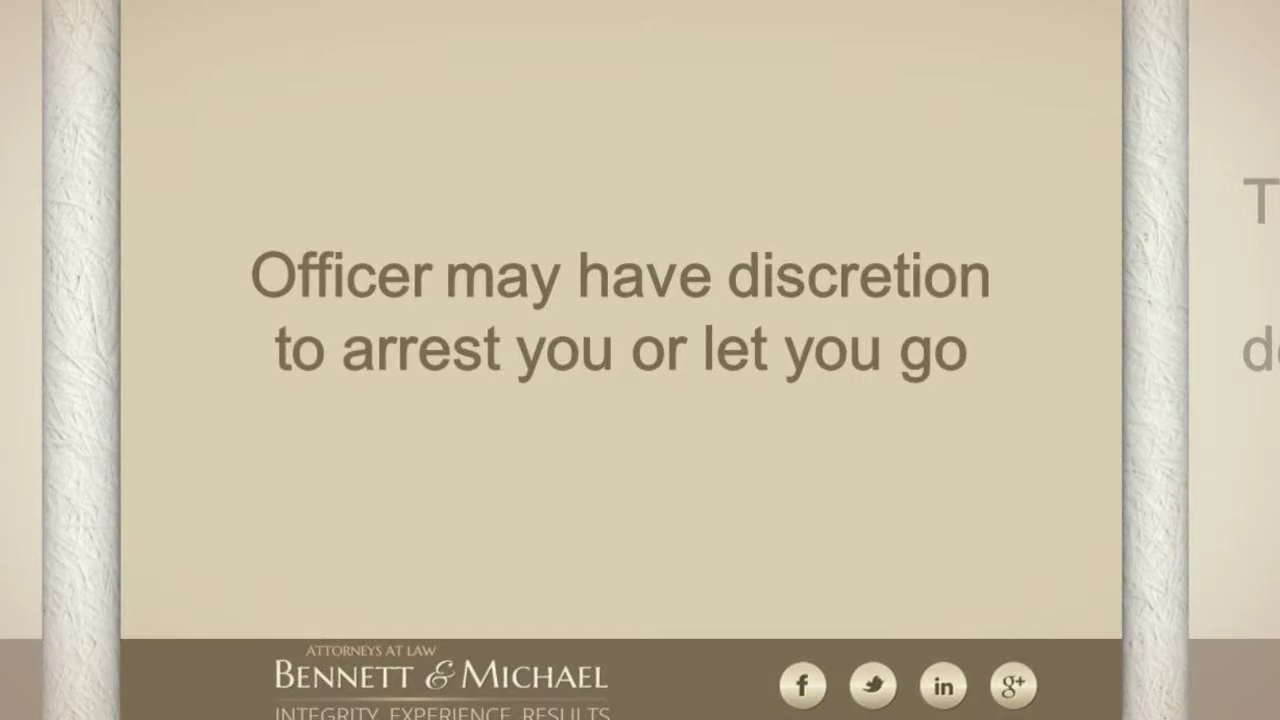 Officer may have discretion
to arrest you or let you go
ATTORNEYS AT LAW
BENNETT & MICHAEL
INTEGRITY. EXPERIENCE. RESULTS
f
in
g+